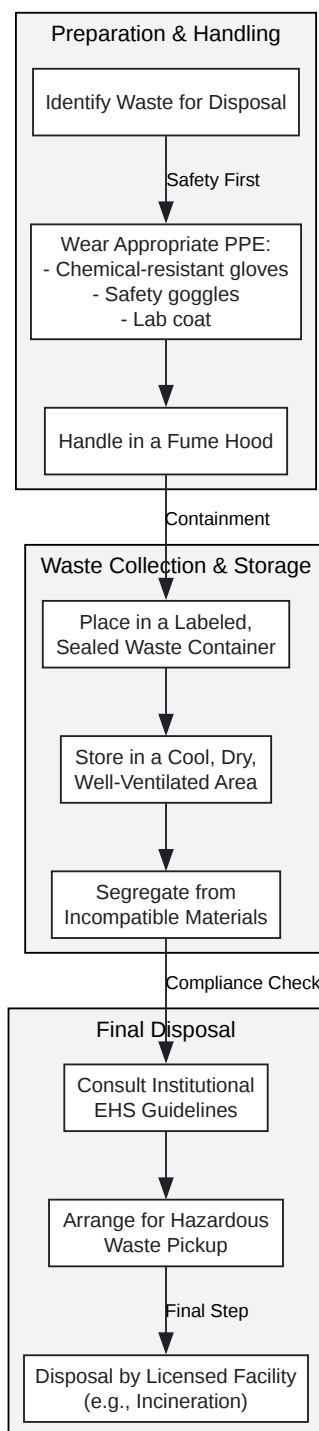 Preparation & Handling
Identify Waste for Disposal
Safety First
Wear Appropriate PPE:
- Chemical-resistant gloves
- Safety goggles
- Lab coat
Handle in a Fume Hood
Containment
Waste Collection & Storage
Place in a Labeled,
Sealed Waste Container
Store in a Cool, Dry,
Well-Ventilated Area
Segregate from
Incompatible Materials
Compliance Check
Final Disposal
Consult Institutional
EHS Guidelines
Arrange for Hazardous
Waste Pickup
Final Step
Disposal by Licensed Facility
(e.g., Incineration)